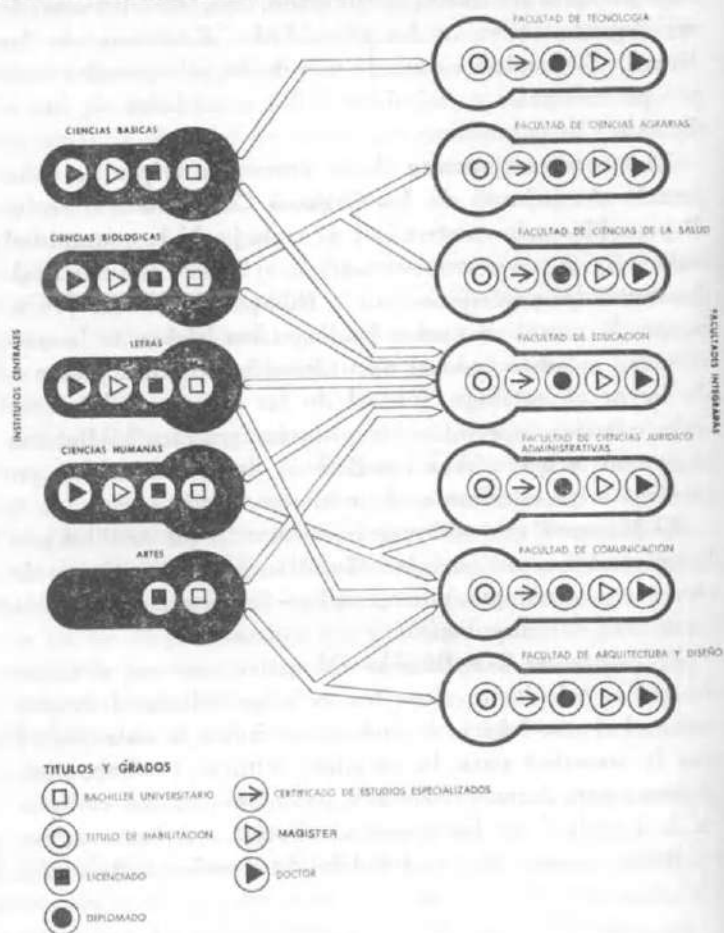 FACULTAD DE TECNOLOGIA
CIENCIAS BASICAS
FACULTAD DE CIENCIAS AGRARIAS
CIENCIAS BIOLOGICAS
FACULTAD DE CIENCIAS DE LA SALUD
INSTITUTOS CENTRALES
LETRAS
FACULTAD DE EDUCACION
FACULTADES INTEGRADAS
CIENCIAS HUMANAS
FACULTAD DE CIENCIAS JURIDICO
ADMINISTRATIVAS
ARTES
FACULTAD DE COMUNICACION
FACULTAD DE ARQUITECTURA Y DISEÑO
TITULOS Y GRADOS
BACHILLER UNIVERSITARIO
CERTIFICADO DE ESTUDIOS ESPECIALIZADOS
TITULO DE HABILITACION
MAGISTER
LICENCIADO
DOCTOR
DIPLOMADO